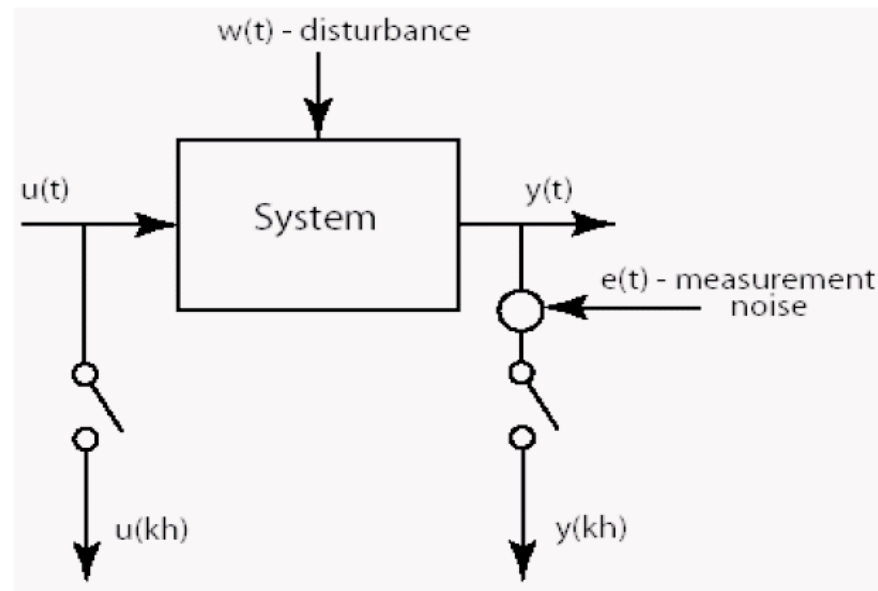 w(t) - disturbance
u(t)
y(t)
System
e(t) - measurement
noise
u(kh)
y(kh)